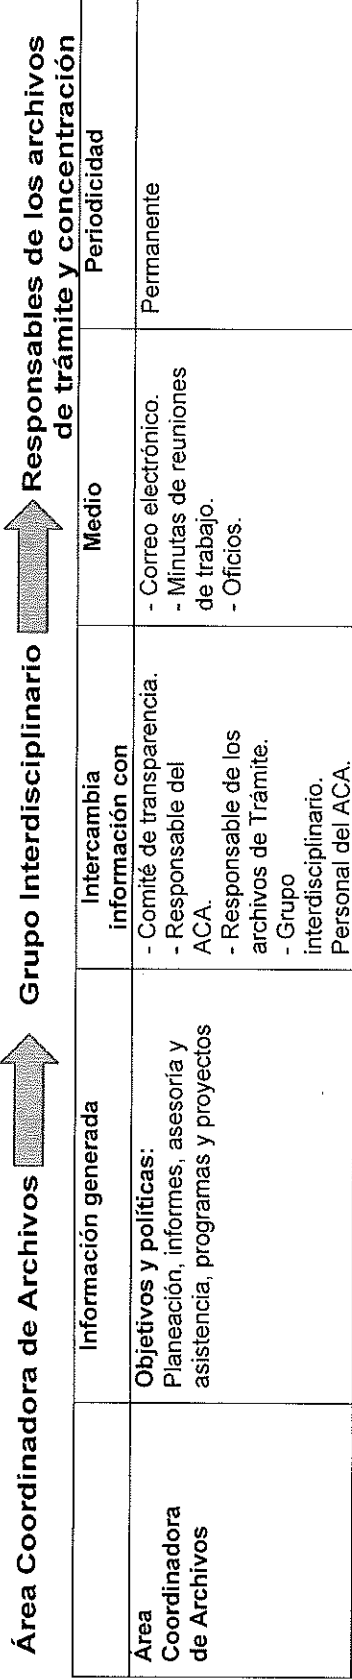 Área Coordinadora de Archivos Grupo Interdisciplinario Responsables de los archivos
de trámite y concentración
Información generada
Intercambia
información con
Medio
Periodicidad
Área
Coordinadora
de Archivos
Objetivos y políticas:
Planeación, informes, asesoría y
asistencia, programas y proyectos
- Comité de transparencia.
- Responsable del
ACA.
- Responsable de los
archivos de Trámite.
- Grupo
interdisciplinario.
Personal del ACA.
- Correo electrónico.
- Minutas de reuniones
de trabajo.
- Oficios.
Permanente